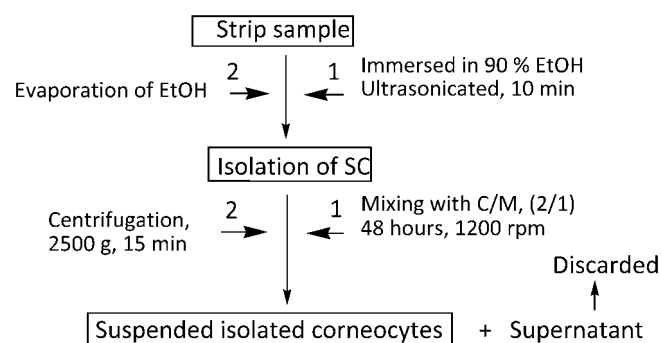 Strip sample
2
1
Immersed in 90 % EtOH
Evaporation of EtOH
Ultrasonicated, 10 min
Isolation of SC
2
1
Mixing with C/M, (2/1)
Centrifugation,
48 hours, 1200 rpm
2500 g, 15 min
Discarded
Suspended isolated corneocytes + Supernatant